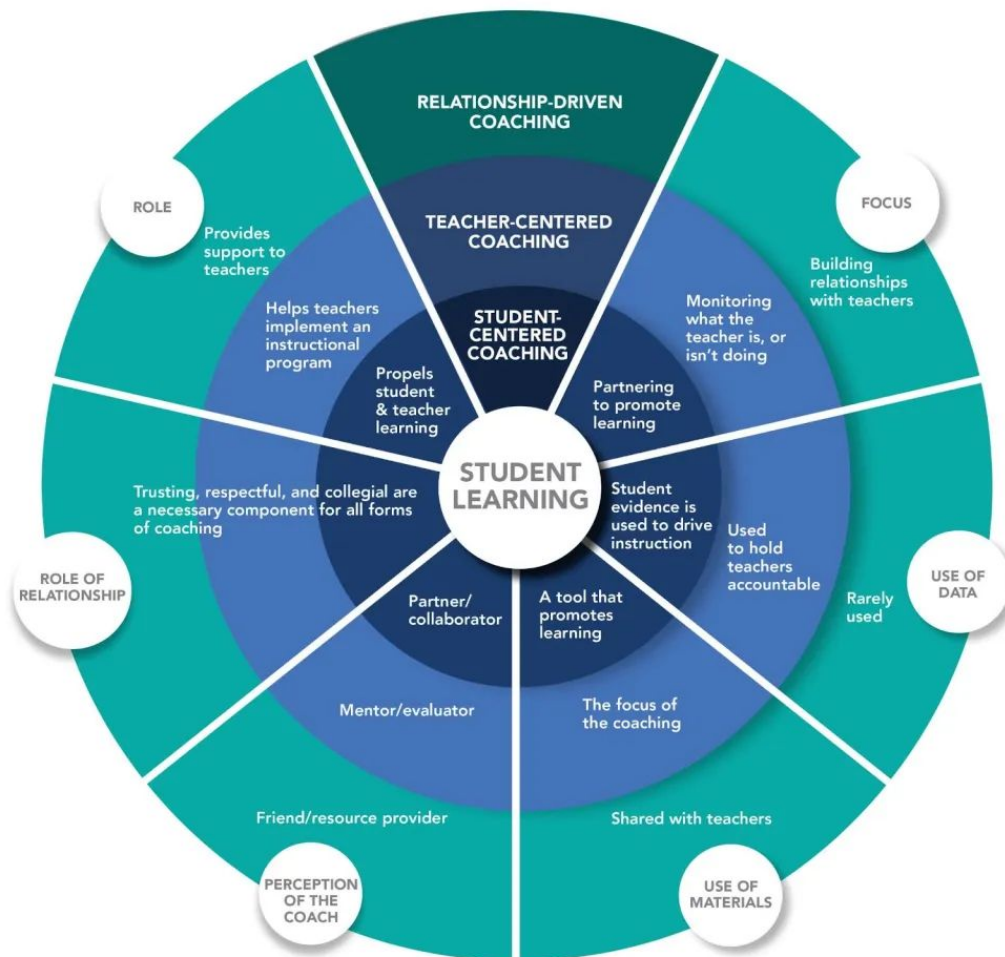 RELATIONSHIP-DRIVEN
COACHING
TEACHER-CENTERED
COACHING
STUDENT-
CENTERED
COACHING
STUDENT
LEARNING
FOCUS
Building
relationships
with teachers
Monitoring
what the
teacher is, or
isn't doing
Partnering
to promote
learning
USE OF
DATA
Rarely
used
Used
to hold
teachers
accountable
Student
evidence is
used to drive
instruction
USE OF
MATERIALS
Shared with teachers
The focus of
the coaching
A tool that
promotes
learning
PERCEPTION
OF THE
COACH
Friend/resource provider
Mentor/evaluator
Partner/
collaborator
ROLE OF
RELATIONSHIP
Trusting, respectful, and collegial are
a necessary component for all forms
of coaching
ROLE
Provides
support to
teachers
Helps teachers
implement an
instructional
program
Propels
student
& teacher
learning